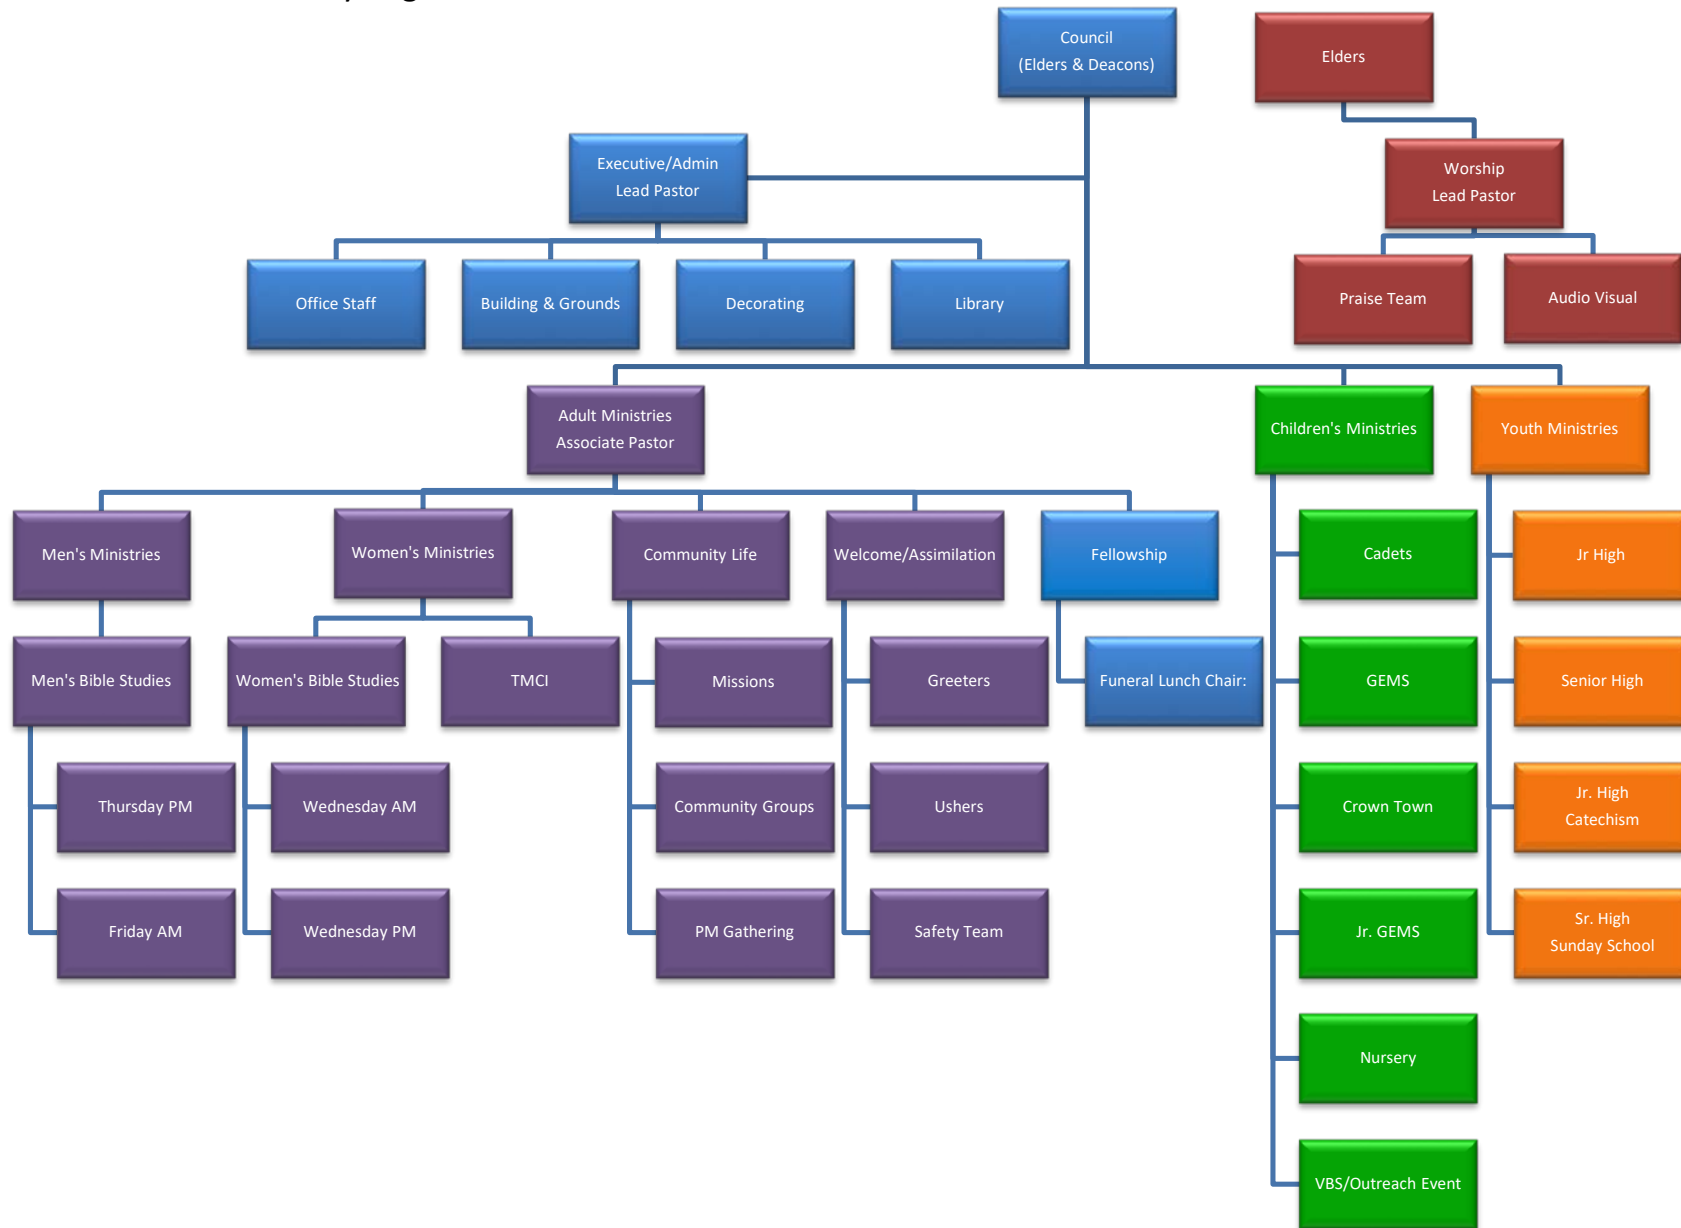 Council
(Elders & Deacons)
Elders
Executive/Admin
Lead Pastor
Worship
Lead Pastor
Office Staff
Building & Grounds
Decorating
Library
Praise Team
Audio Visual
Adult Ministries
Associate Pastor
Children's Ministries
Youth Ministries
Men's Ministries
Women's Ministries
Community Life
Welcome/Assimilation
Fellowship
Cadets
Jr High
Men's Bible Studies
Women's Bible Studies
TMCI
Missions
Greeters
Funeral Lunch Chair:
GEMS
Senior High
Thursday PM
Wednesday AM
Community Groups
Ushers
Crown Town
Jr. High
Catechism
Friday AM
Wednesday PM
PM Gathering
Safety Team
Jr. GEMS
Sr. High
Sunday School
Nursery
VBS/Outreach Event